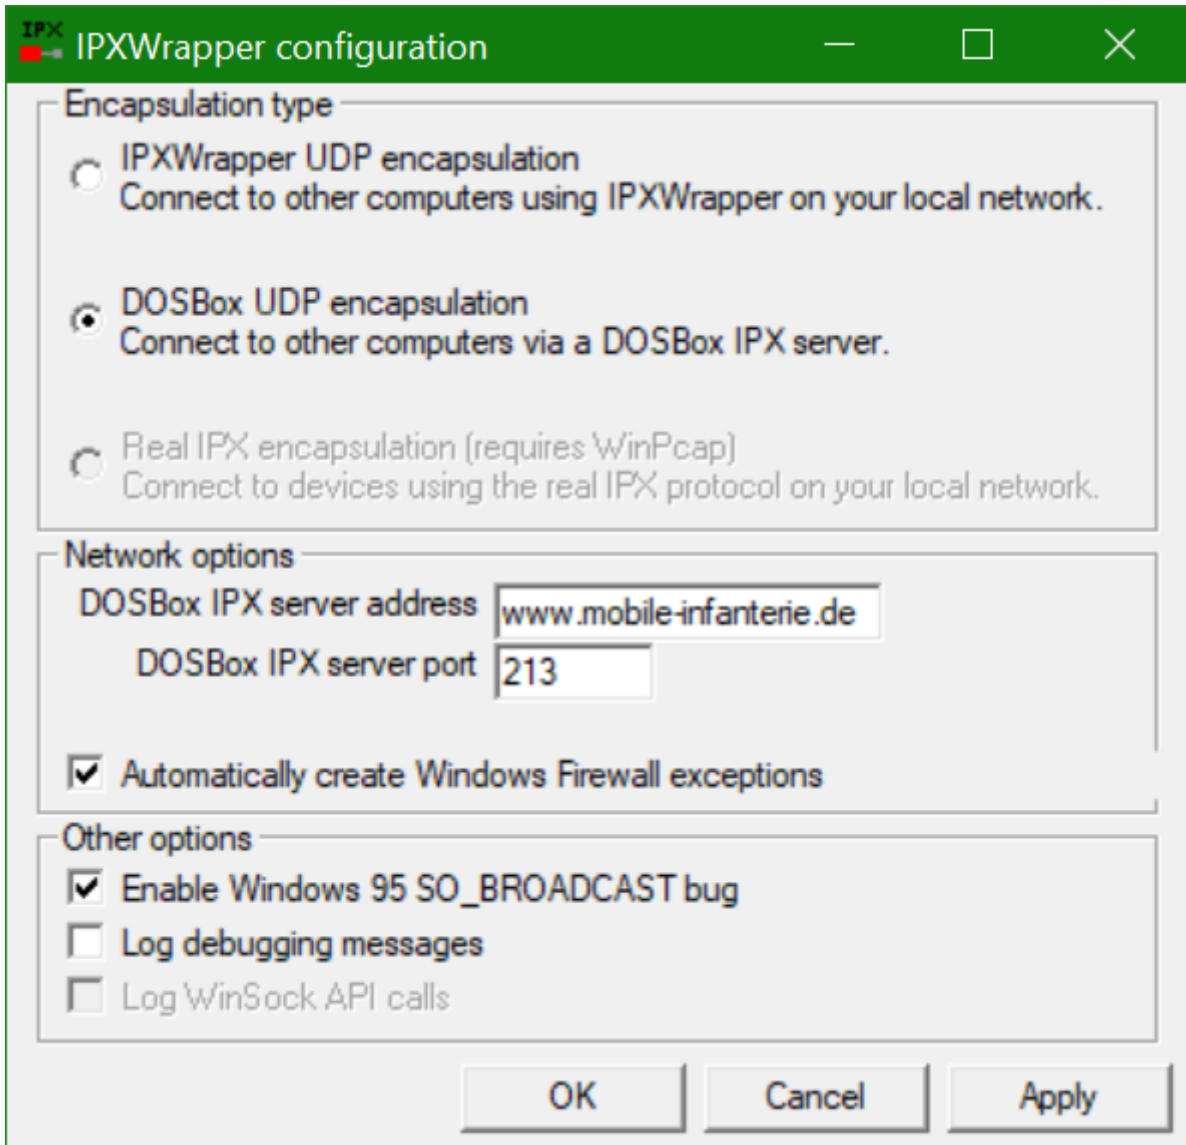 IPX
IPXWrapper configuration
Encapsulation type
IPXWrapper UDP encapsulation
Connect to other computers using IPXWrapper on your local network.
DOSBox UDP encapsulation
Connect to other computers via a DOSBox IPX server.
Real IPX encapsulation (requires WinPcap)
Connect to devices using the real IPX protocol on your local network.
Network options
DOSBox IPX server address www.mobile-infanterie.de
DOSBox IPX server port 213
Automatically create Windows Firewall exceptions
Other options
Enable Windows 95 SO_BROADCAST bug
Log debugging messages
Log WinSock API calls
OK Cancel Apply